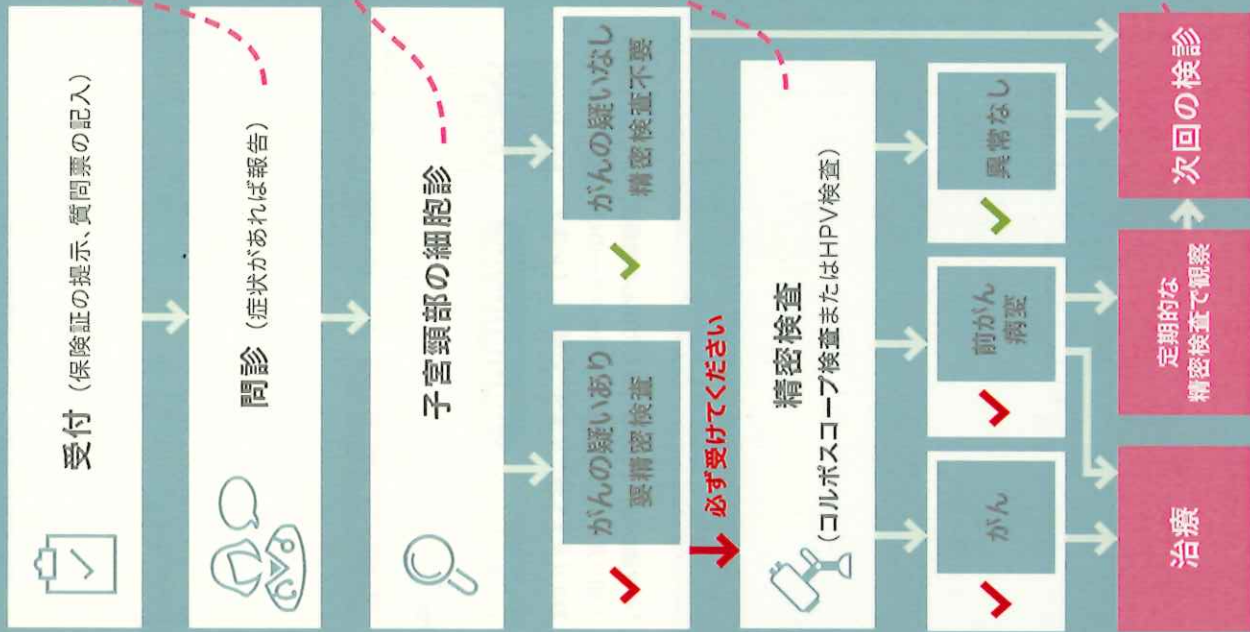 受付 (保険証の提示、質問票の記入)
問診 (症状があれば報告)
子宮頸部の細胞診
がんの疑いあり
要精密検査
がんの疑いなし
精密検査不要
必ず受けてください
精密検査
(コルポスコープ検査またはHPV検査)
がん
前がん
病変
異常なし
治療
定期的な
精密検査で観察
次回の検診